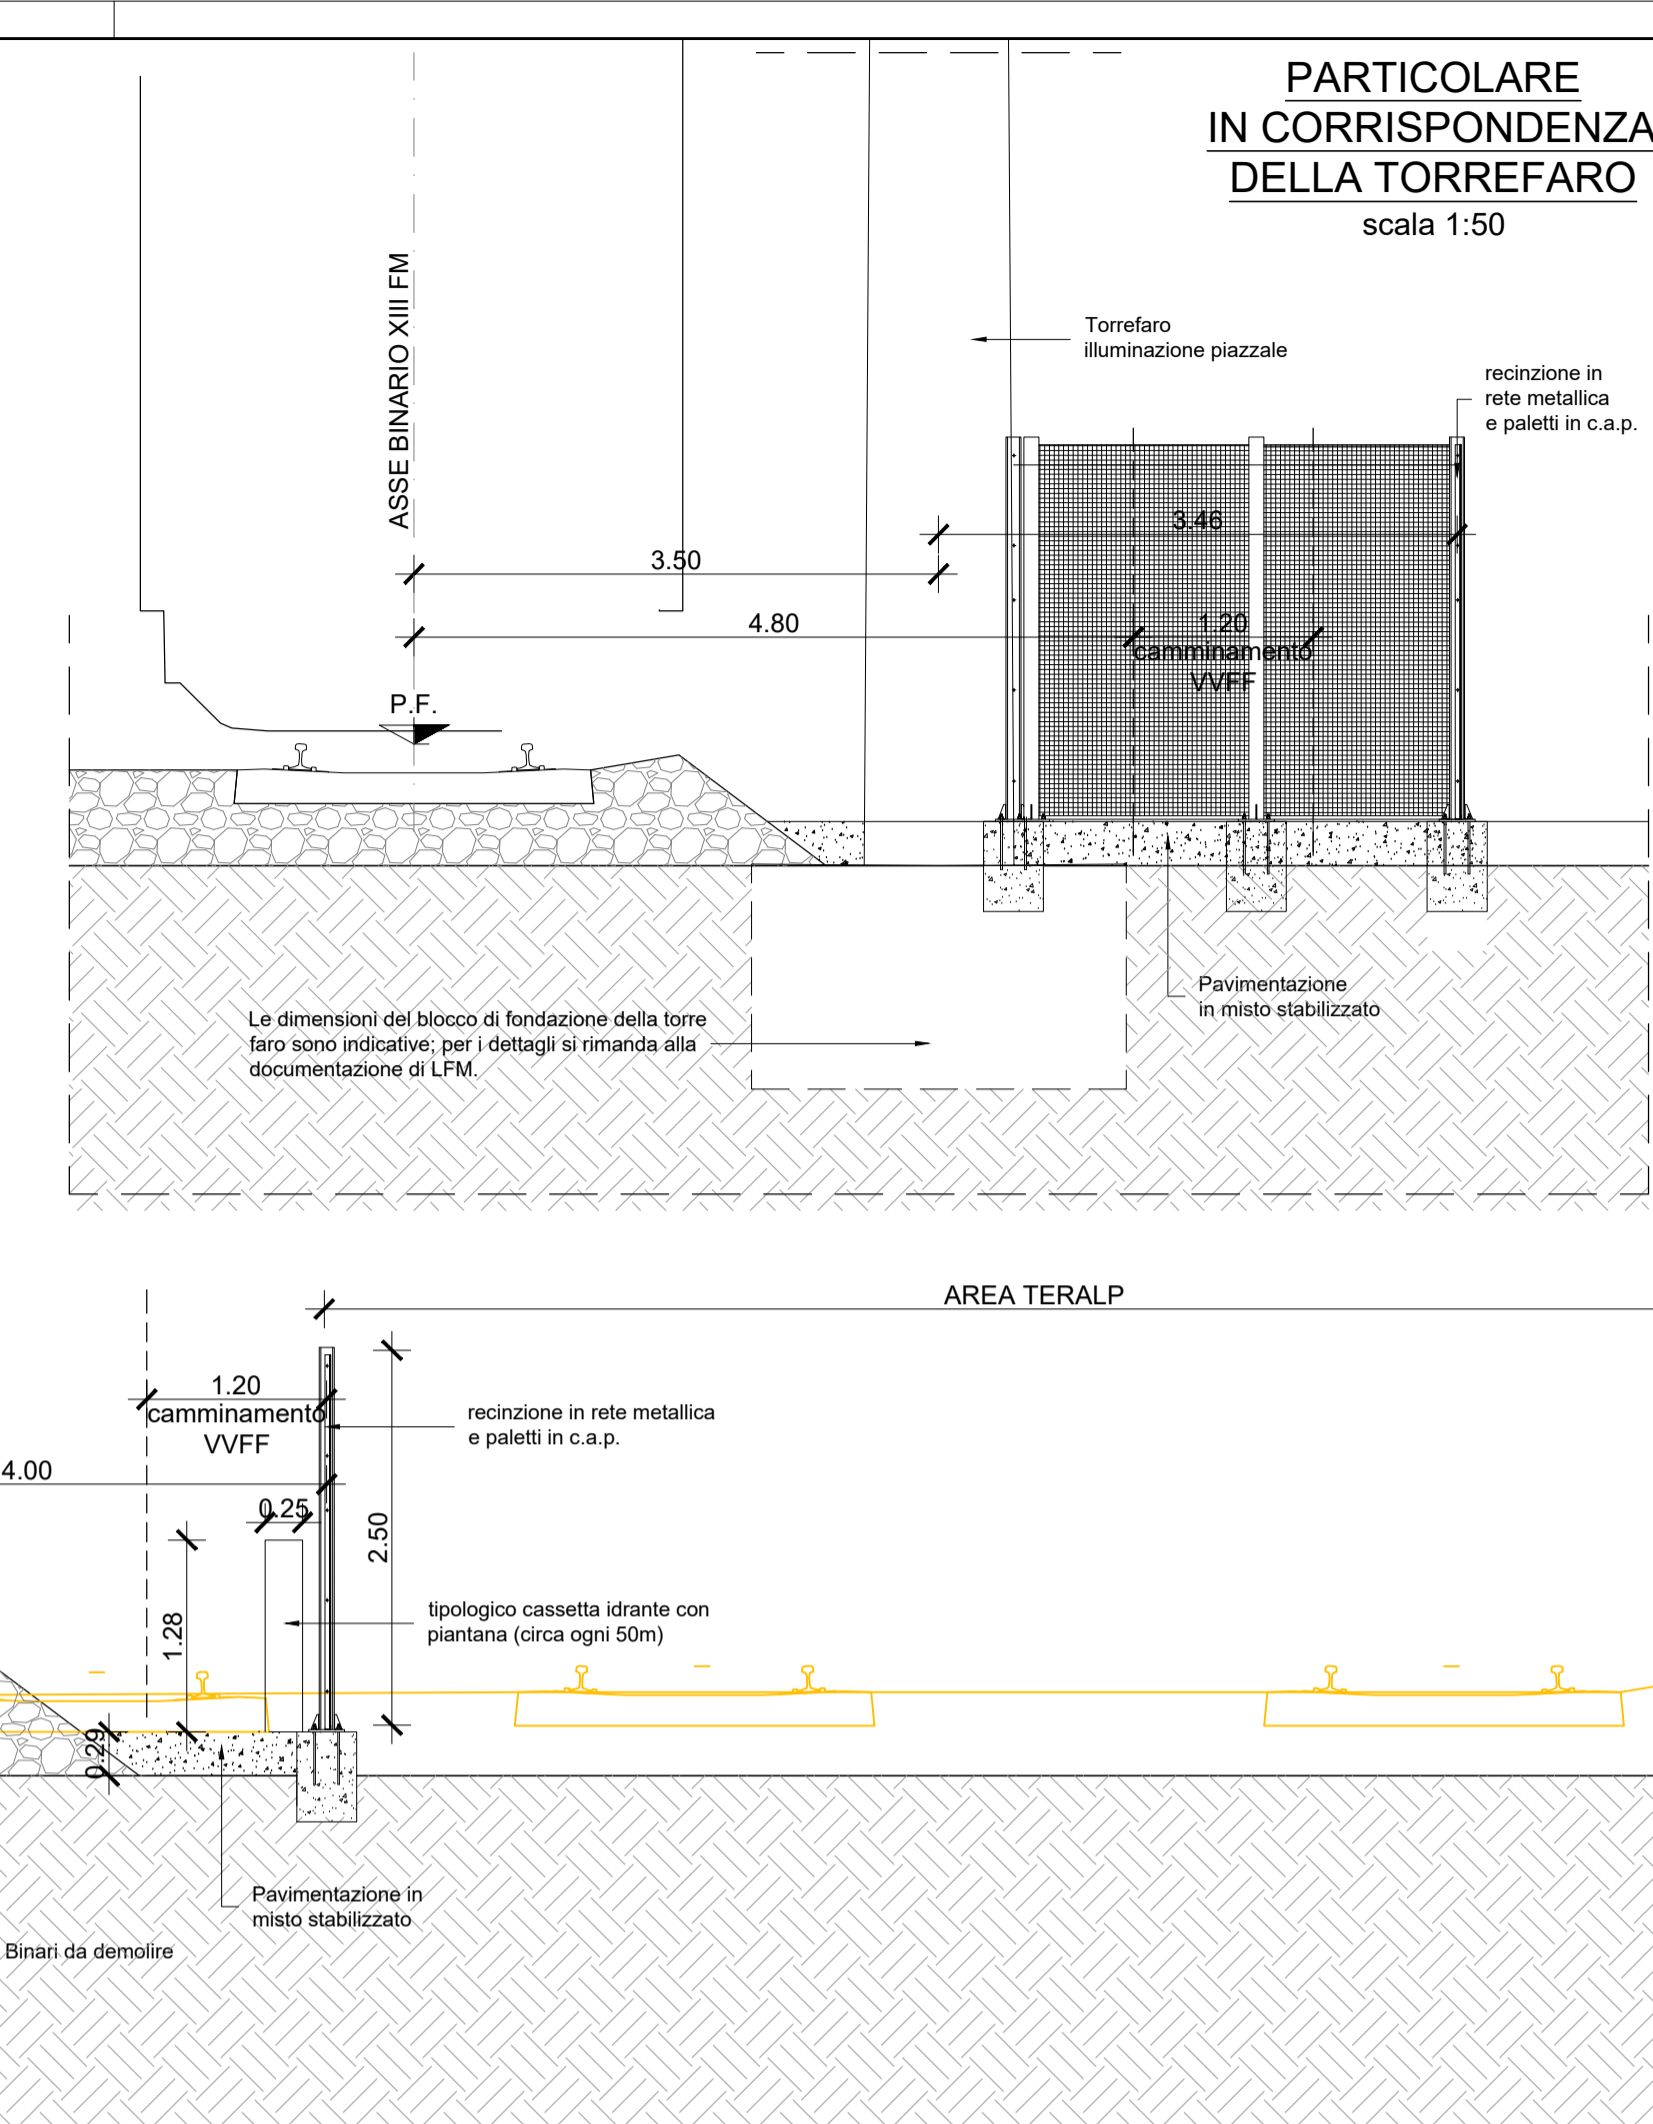 PARTICOLARE
IN CORRISPONDENZA
DELLA TORREFARO
scala 1:50
ASSE BINARIO XIII FM
Torrefaro
illuminazione piazzale
recinzione in
rete metallica
e paletti in c.a.p.
3.46
3.50
4.80
1.20
camminamento
VVFF
P.F.
Pavimentazione
in misto stabilizzato
Le dimensioni del blocco di fondazione della torre
faro sono indicative; per i dettagli si rimanda alla
documentazione di LFM.
AREA TERALP
1.20
camminamento
VVFF
recinzione in rete metallica
e paletti in c.a.p.
4.00
0.25
2.50
1.28
tipologico cassetta idrante con
piantana (circa ogni 50m)
0.29
Pavimentazione in
misto stabilizzato
Binari da demolire